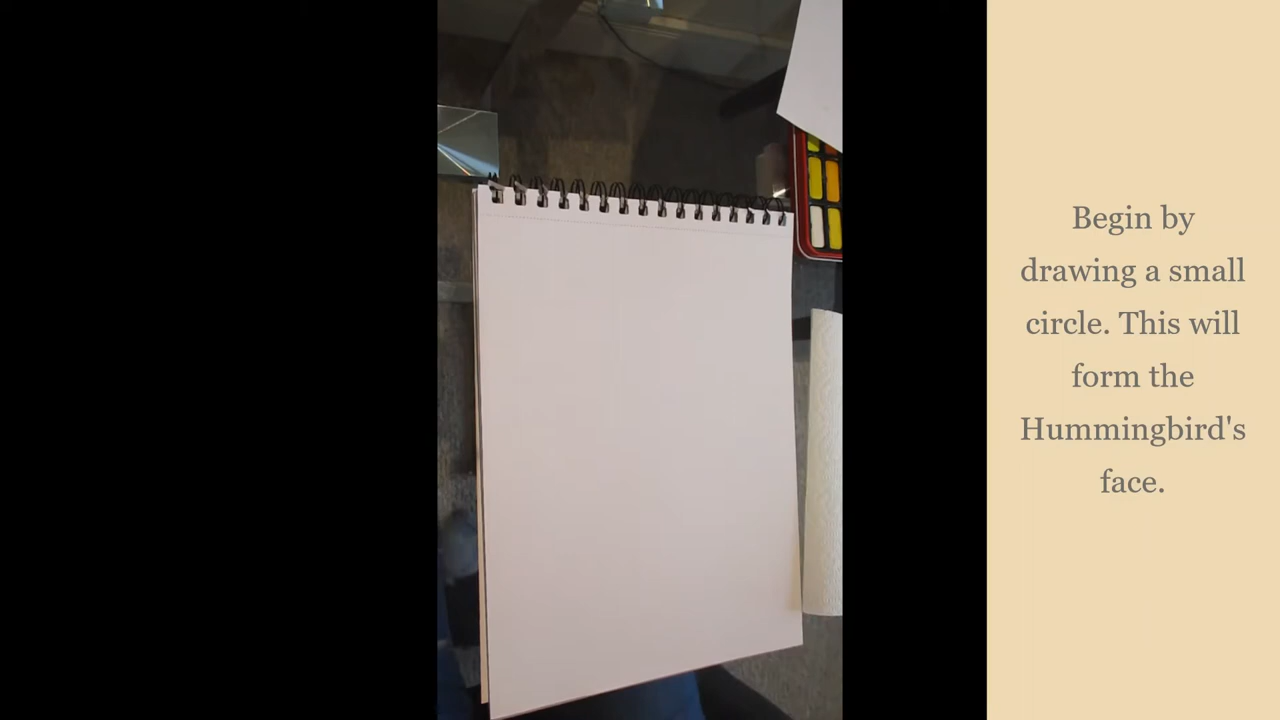 Begin by
drawing a small
circle. This will
form the
Hummingbird's
face.